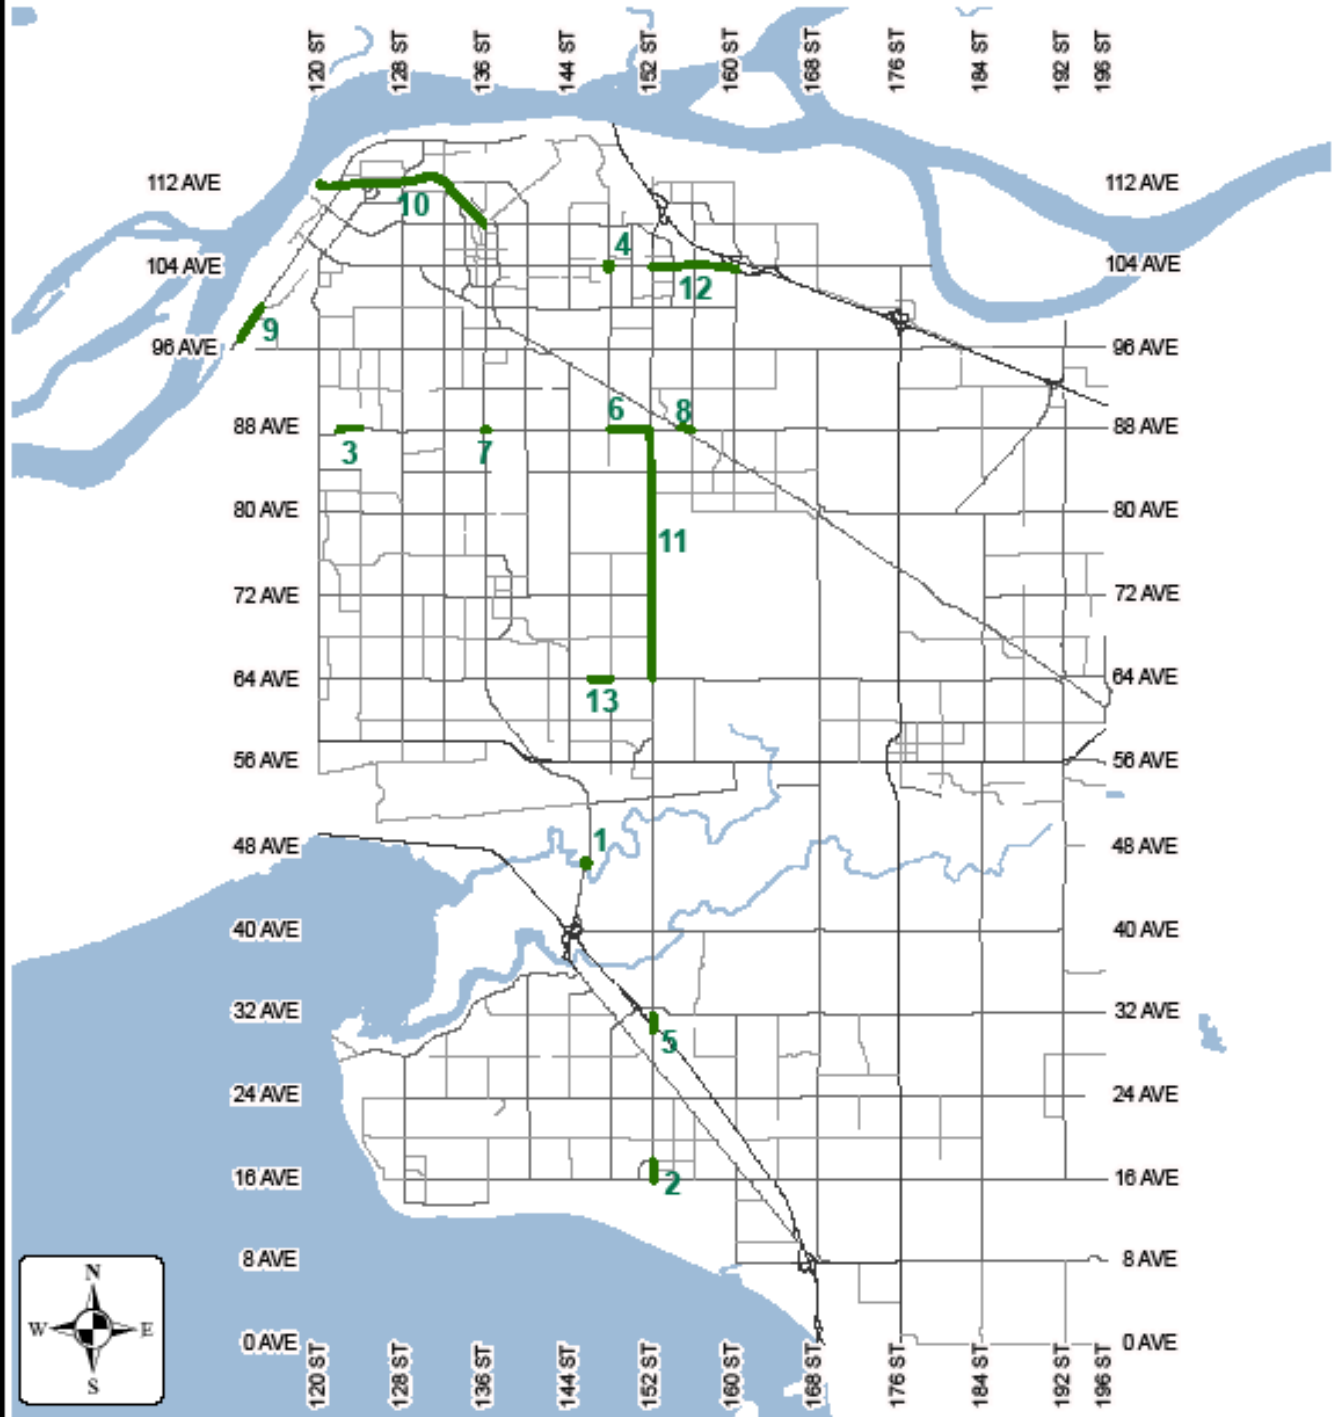 120 ST 128 ST 136 ST 144 ST 152 ST 160 ST 168 ST 176 ST 184 ST 192 ST 196 ST
112 AVE 112 AVE
10
4
104 AVE 104 AVE
12
9
96 AVE 96 AVE
6 8
88 AVE 88 AVE
3 7
80 AVE 80 AVE
11
72 AVE 72 AVE
64 AVE 64 AVE
13
56 AVE 56 AVE
1
48 AVE 48 AVE
40 AVE 40 AVE
32 AVE 32 AVE
5
24 AVE 24 AVE
16 AVE 2 16 AVE
8 AVE 8 AVE
N
W E
S
0 AVE 0 AVE
120 ST 128 ST 136 ST 144 ST 152 ST 160 ST 168 ST 176 ST 184 ST 192 ST 196 ST